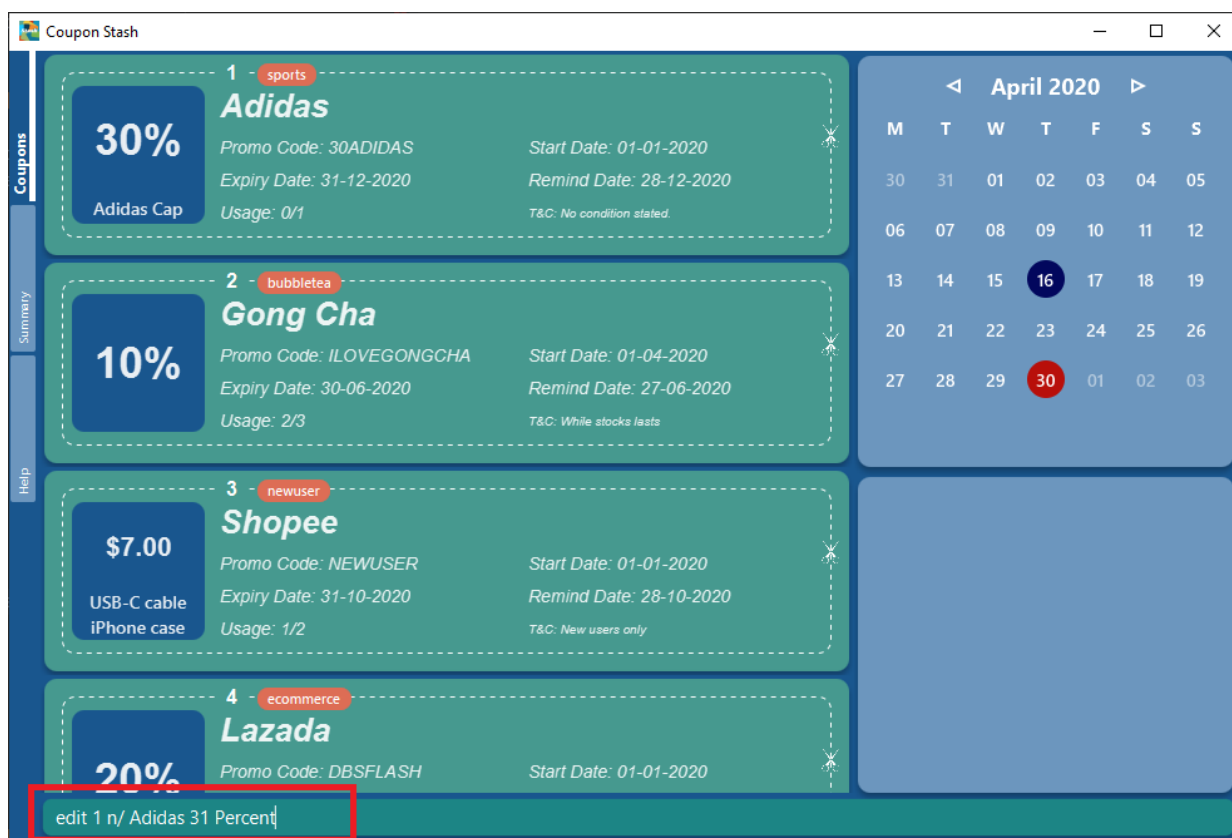 Coupon Stash
Coupons
Summary
Help
1 sports
Adidas
30%
Adidas Cap
Promo Code: 30ADIDAS Start Date: 01-01-2020
Expiry Date: 31-12-2020 Remind Date: 28-12-2020
Usage: 0/1 T&C: No condition stated.
2 bubbletea
Gong Cha
10%
Promo Code: ILOVEGONGCHA Start Date: 01-04-2020
Expiry Date: 30-06-2020 Remind Date: 27-06-2020
Usage: 2/3 T&C: While stocks lasts
3 newuser
Shopee
$7.00
USB-C cable
iPhone case
Promo Code: NEWUSER Start Date: 01-01-2020
Expiry Date: 31-10-2020 Remind Date: 28-10-2020
Usage: 1/2 T&C: New users only
4 ecommerce
Lazada
20%
Promo Code: DBSFLASH Start Date: 01-01-2020
edit 1 n/ Adidas 31 Percent
April 2020
M T W T F S S
30 31 01 02 03 04 05
06 07 08 09 10 11 12
13 14 15 16 17 18 19
20 21 22 23 24 25 26
27 28 29 30 01 02 03